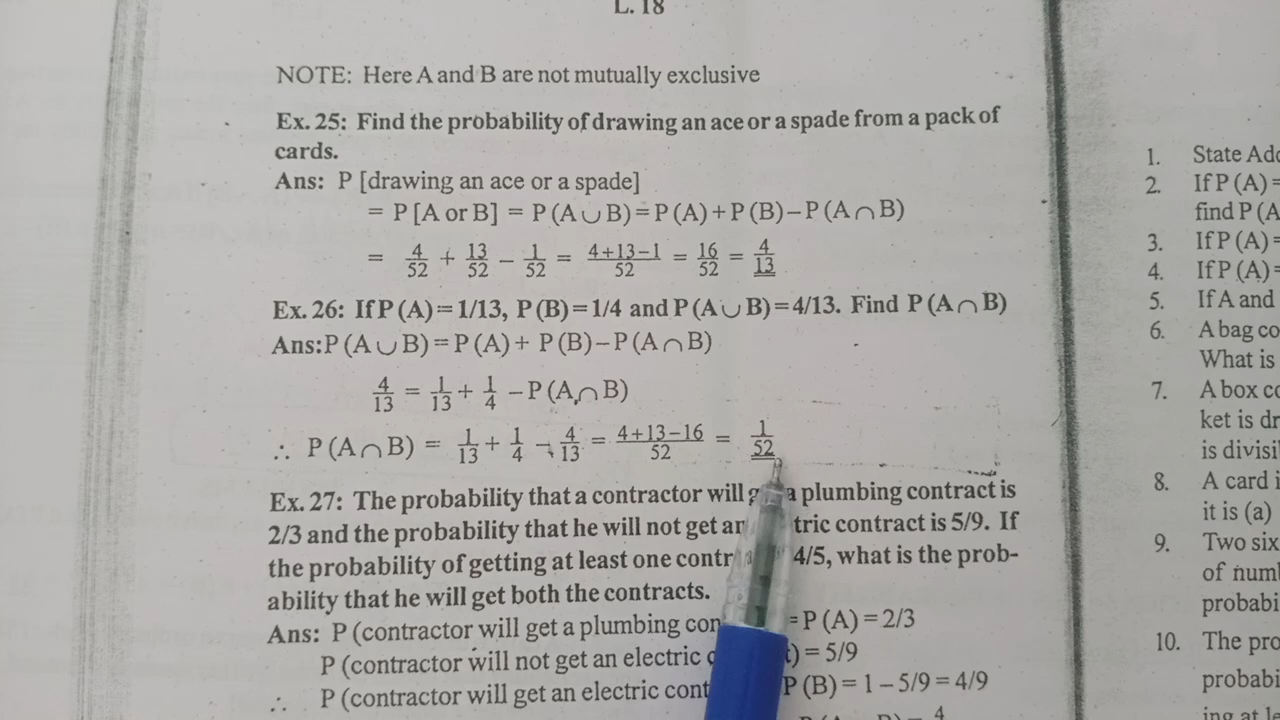 L. 18
NOTE: Here A and B are not mutually exclusive
Ex. 25: Find the probability of drawing an ace or a spade from a pack of
cards.
Ans: P [drawing an ace or a spade]
= P [A or B] = P (A∪B) = P (A) + P (B) − P (A∩B)
= 4/52 + 13/52 − 1/52 = 4+13−1/52 = 16/52 = 4/13
Ex. 26: If P (A) = 1/13, P (B) = 1/4 and P (A∪B) = 4/13. Find P (A∩B)
Ans: P (A∪B) = P (A) + P (B) − P (A∩B)
4/13 = 1/13 + 1/4 − P (A∩B)
∴ P (A∩B) = 1/13 + 1/4 − 4/13 = 4+13−16/52 = 1/52
Ex. 27: The probability that a contractor will a plumbing contract is
2/3 and the probability that he will not get tric contract is 5/9. If
the probability of getting at least one 4/5, what is the prob-
ability that he will get both the contracts.
Ans: P (contractor will get a plumbing con = P (A) = 2/3
P (contractor will not get an electric t) = 5/9
∴ P (contractor will get an electric cont P (B) = 1 − 5/9 = 4/9
1. State Add
2. If P (A) =
find P (A
3. If P (A) =
4. If P (A) =
5. If A and
6. A bag co
What is
7. A box co
ket is dr
is divisi
8. A card i
it is (a)
9. Two six
of num
probabi
10. The pro
probabi
ing at le